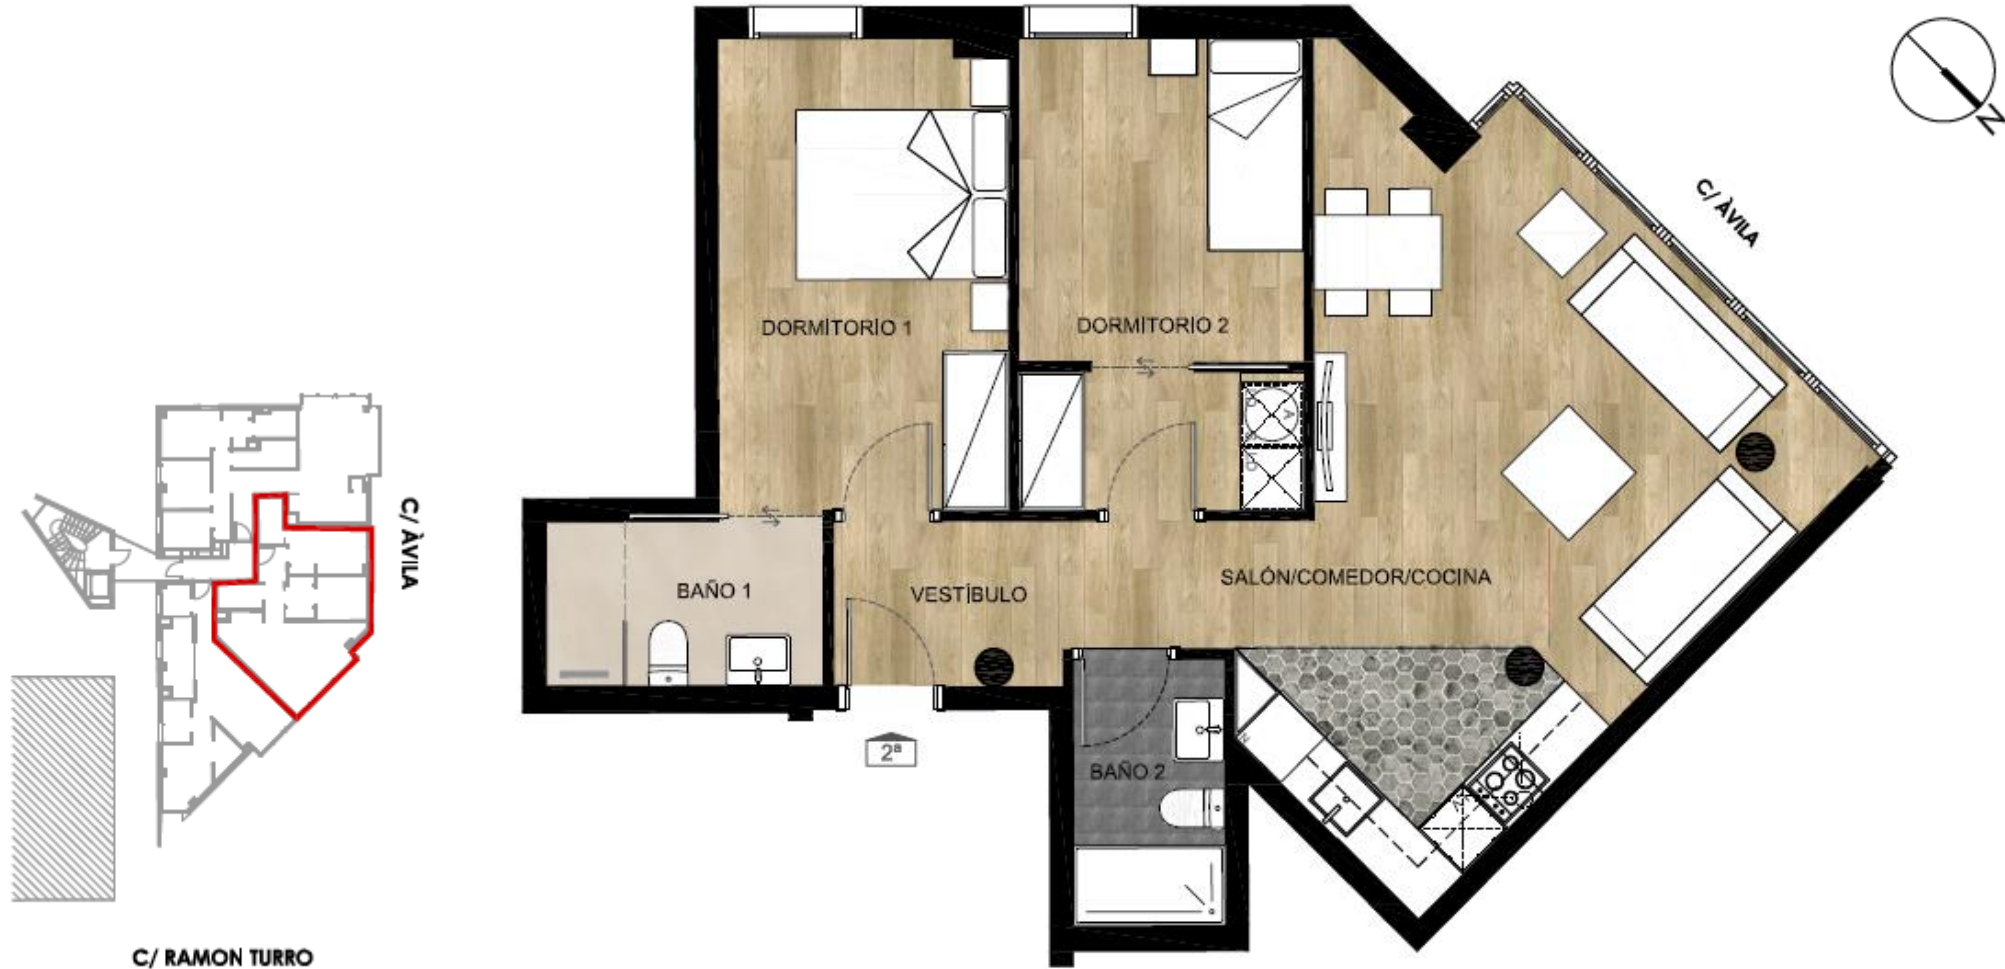 N
C/ ÀVILA
DORMITORIO 1
DORMITORIO 2
C/ ÀVILA
BAÑO 1
VESTÍBULO
SALÓN/COMEDOR/COCINA
2ª
BAÑO 2
C/ RAMON TURRO